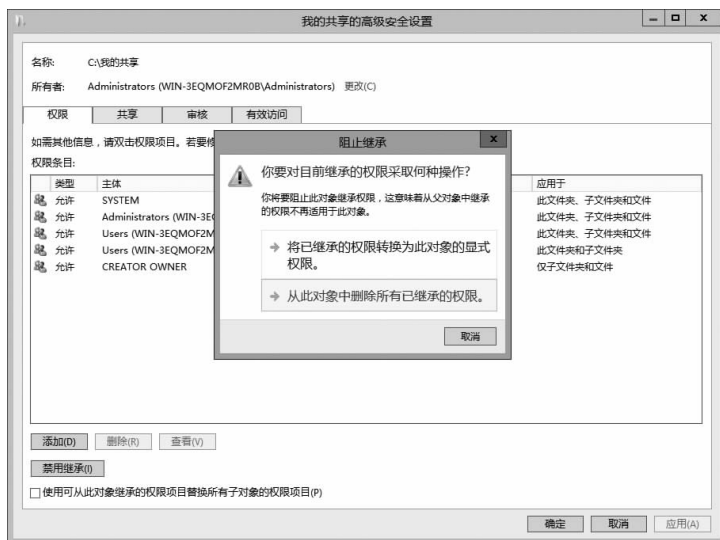 我的共享的高级安全设置
名称: C:\我的共享
所有者: Administrators (WIN-3EQMOF2MR0B\Administrators) 更改(C)
权限 共享 审核 有效访问
如需其他信息，请双击权限项目。若要修
权限条目:
类型 主体 应用于
允许 SYSTEM 此文件夹、子文件夹和文件
允许 Administrators (WIN-3E 此文件夹、子文件夹和文件
允许 Users (WIN-3EQMOF2M 此文件夹、子文件夹和文件
允许 Users (WIN-3EQMOF2M 此文件夹和子文件夹
允许 CREATOR OWNER 仅子文件夹和文件
阻止继承
你要对目前继承的权限采取何种操作?
你将要阻止此对象继承权限，这意味着从父对象中继承
的权限不再适用于此对象。
将已继承的权限转换为此对象的显式
权限。
从此对象中删除所有已继承的权限。
取消
添加(D) 删除(R) 查看(V)
禁用继承(I)
使用可从此对象继承的权限项目替换所有子对象的权限项目(P)
确定 取消 应用(A)